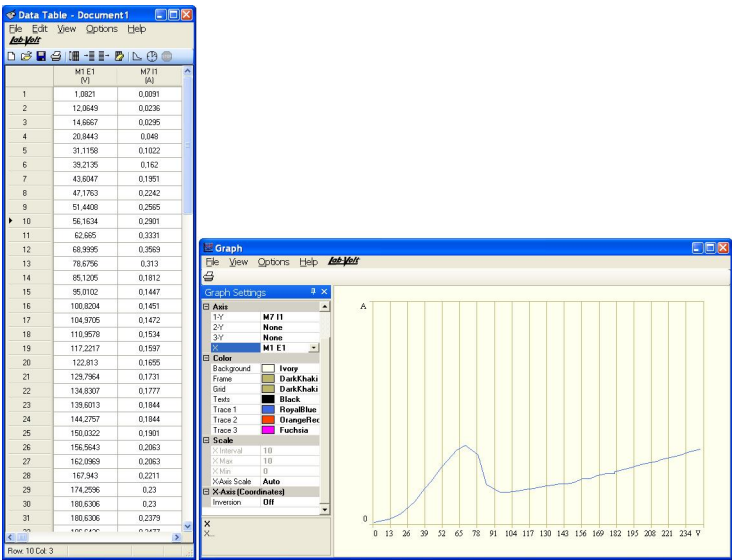 Data Table - Document1
File Edit View Options Help
Lab-Volt
M1 E1 M7 I1
(V) (A)
1 1,0821 0,0091
2 12,0649 0,0236
3 14,6667 0,0295
4 20,8443 0,048
5 31,1158 0,1022
6 39,2135 0,162
7 43,6047 0,1951
8 47,1763 0,2242
9 51,4408 0,2565
10 56,1634 0,2901
11 62,665 0,3331
12 68,9995 0,3569
13 78,6756 0,313
14 85,1205 0,1812
15 95,0102 0,1447
16 100,8204 0,1451
17 104,9705 0,1472
18 110,9578 0,1534
19 117,2217 0,1597
20 122,813 0,1655
21 129,7964 0,1731
22 134,8307 0,1777
23 139,6013 0,1844
24 144,2757 0,1844
25 150,0322 0,1901
26 156,5643 0,2063
27 162,0969 0,2063
28 167,943 0,2211
29 174,2596 0,23
30 180,6306 0,23
31 180,6306 0,2379
Row: 10 Col: 3
Graph
File View Options Help Lab-Volt
Graph Settings
Axis
1-Y M7 I1
2-Y None
3-Y None
X M1 E1
Color
Background Ivory
Frame DarkKhaki
Grid DarkKhaki
Texts Black
Trace 1 RoyalBlue
Trace 2 OrangeRed
Trace 3 Fuchsia
Scale
X Interval 10
X Max 10
X Min 0
X-Axis Scale Auto
X-Axis (Coordinates)
Inversion Off
X
X...
A
0
0 13 26 39 52 65 78 91 104 117 130 143 156 169 182 195 208 221 234 V